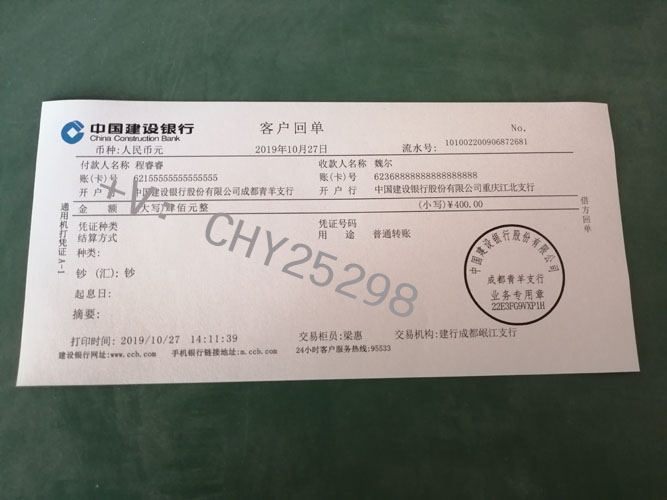 中国建设银行
China Construction Bank
客户回单
No.
币种:人民币元
2019年10月27日
流水号: 101002200906872681
付款人名称 程睿睿
收款人名称 魏尔
账(卡)号 62155555555555555
账(卡)号 6236888888888888888
开 户 行 中国建设银行股份有限公司成都青羊支行
开 户 行 中国建设银行股份有限公司重庆江北支行
金 额 (大写)肆佰元整
(小写)¥400.00
凭证种类
凭证号码
结算方式
用 途 普通转账
种类:
钞(汇):钞
起息日:
摘要:
打印时间: 2019/10/27 14:11:39
交易柜员:梁惠
交易机构:建行成都岷江支行
建设银行网址:www.ccb.com
手机银行链接地址:m.ccb.com
24小时客户服务热线:95533
通用机打凭证 A-1
借方回单
中国建设银行股份有限公司
成都青羊支行
业务专用章
22E3FG9VXP1H
+V: CHY25298